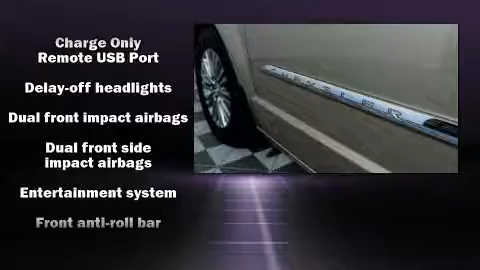 Charge Only
Remote USB Port
Delay-off headlights
Dual front impact airbags
Dual front side
impact airbags
Entertainment system
Front anti-roll bar
CHRYSLER